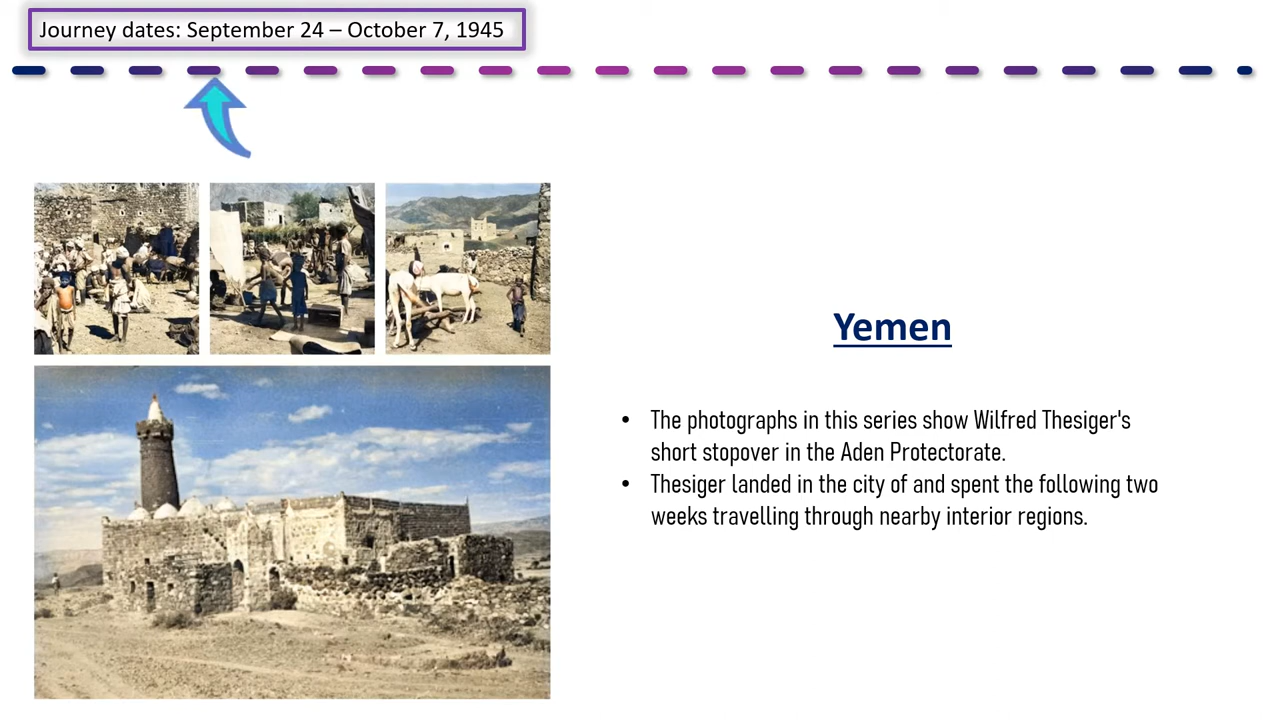 Journey dates: September 24 – October 7, 1945
Yemen
• The photographs in this series show Wilfred Thesiger's
short stopover in the Aden Protectorate.
• Thesiger landed in the city of and spent the following two
weeks travelling through nearby interior regions.